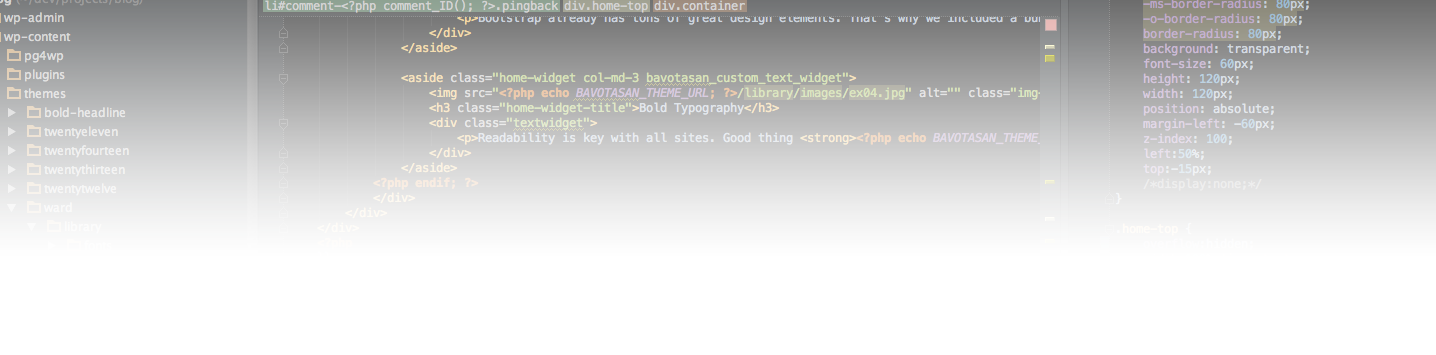 wp-admin
wp-content
pg4wp
plugins
themes
bold-headline
twentyeleven
twentyfourteen
twentythirteen
twentytwelve
ward
library
li#comment-<?php comment_ID(); ?>.pingback div.home-top div.container
<p>Bootstrap already has tons of great design elements. That's why we included a
</div>
</aside>
<aside class="home-widget col-md-3 bavotasan_custom_text_widget">
<img src="<?php echo BAVOTASAN_THEME_URL; ?>/library/images/ex04.jpg" alt="" class="img-
<h3 class="home-widget-title">Bold Typography</h3>
<div class="textwidget">
<p>Readability is key with all sites. Good thing <strong><?php echo BAVOTASAN_THEME_
</div>
</aside>
<?php endif; ?>
</div>
</div>
</div>
-ms-border-radius: 80px;
-o-border-radius: 80px;
border-radius: 80px;
background: transparent;
font-size: 60px;
height: 120px;
width: 120px;
position: absolute;
margin-left: -60px;
z-index: 100;
left:50%;
top:-15px;
/*display:none;*/
}
.home-top {